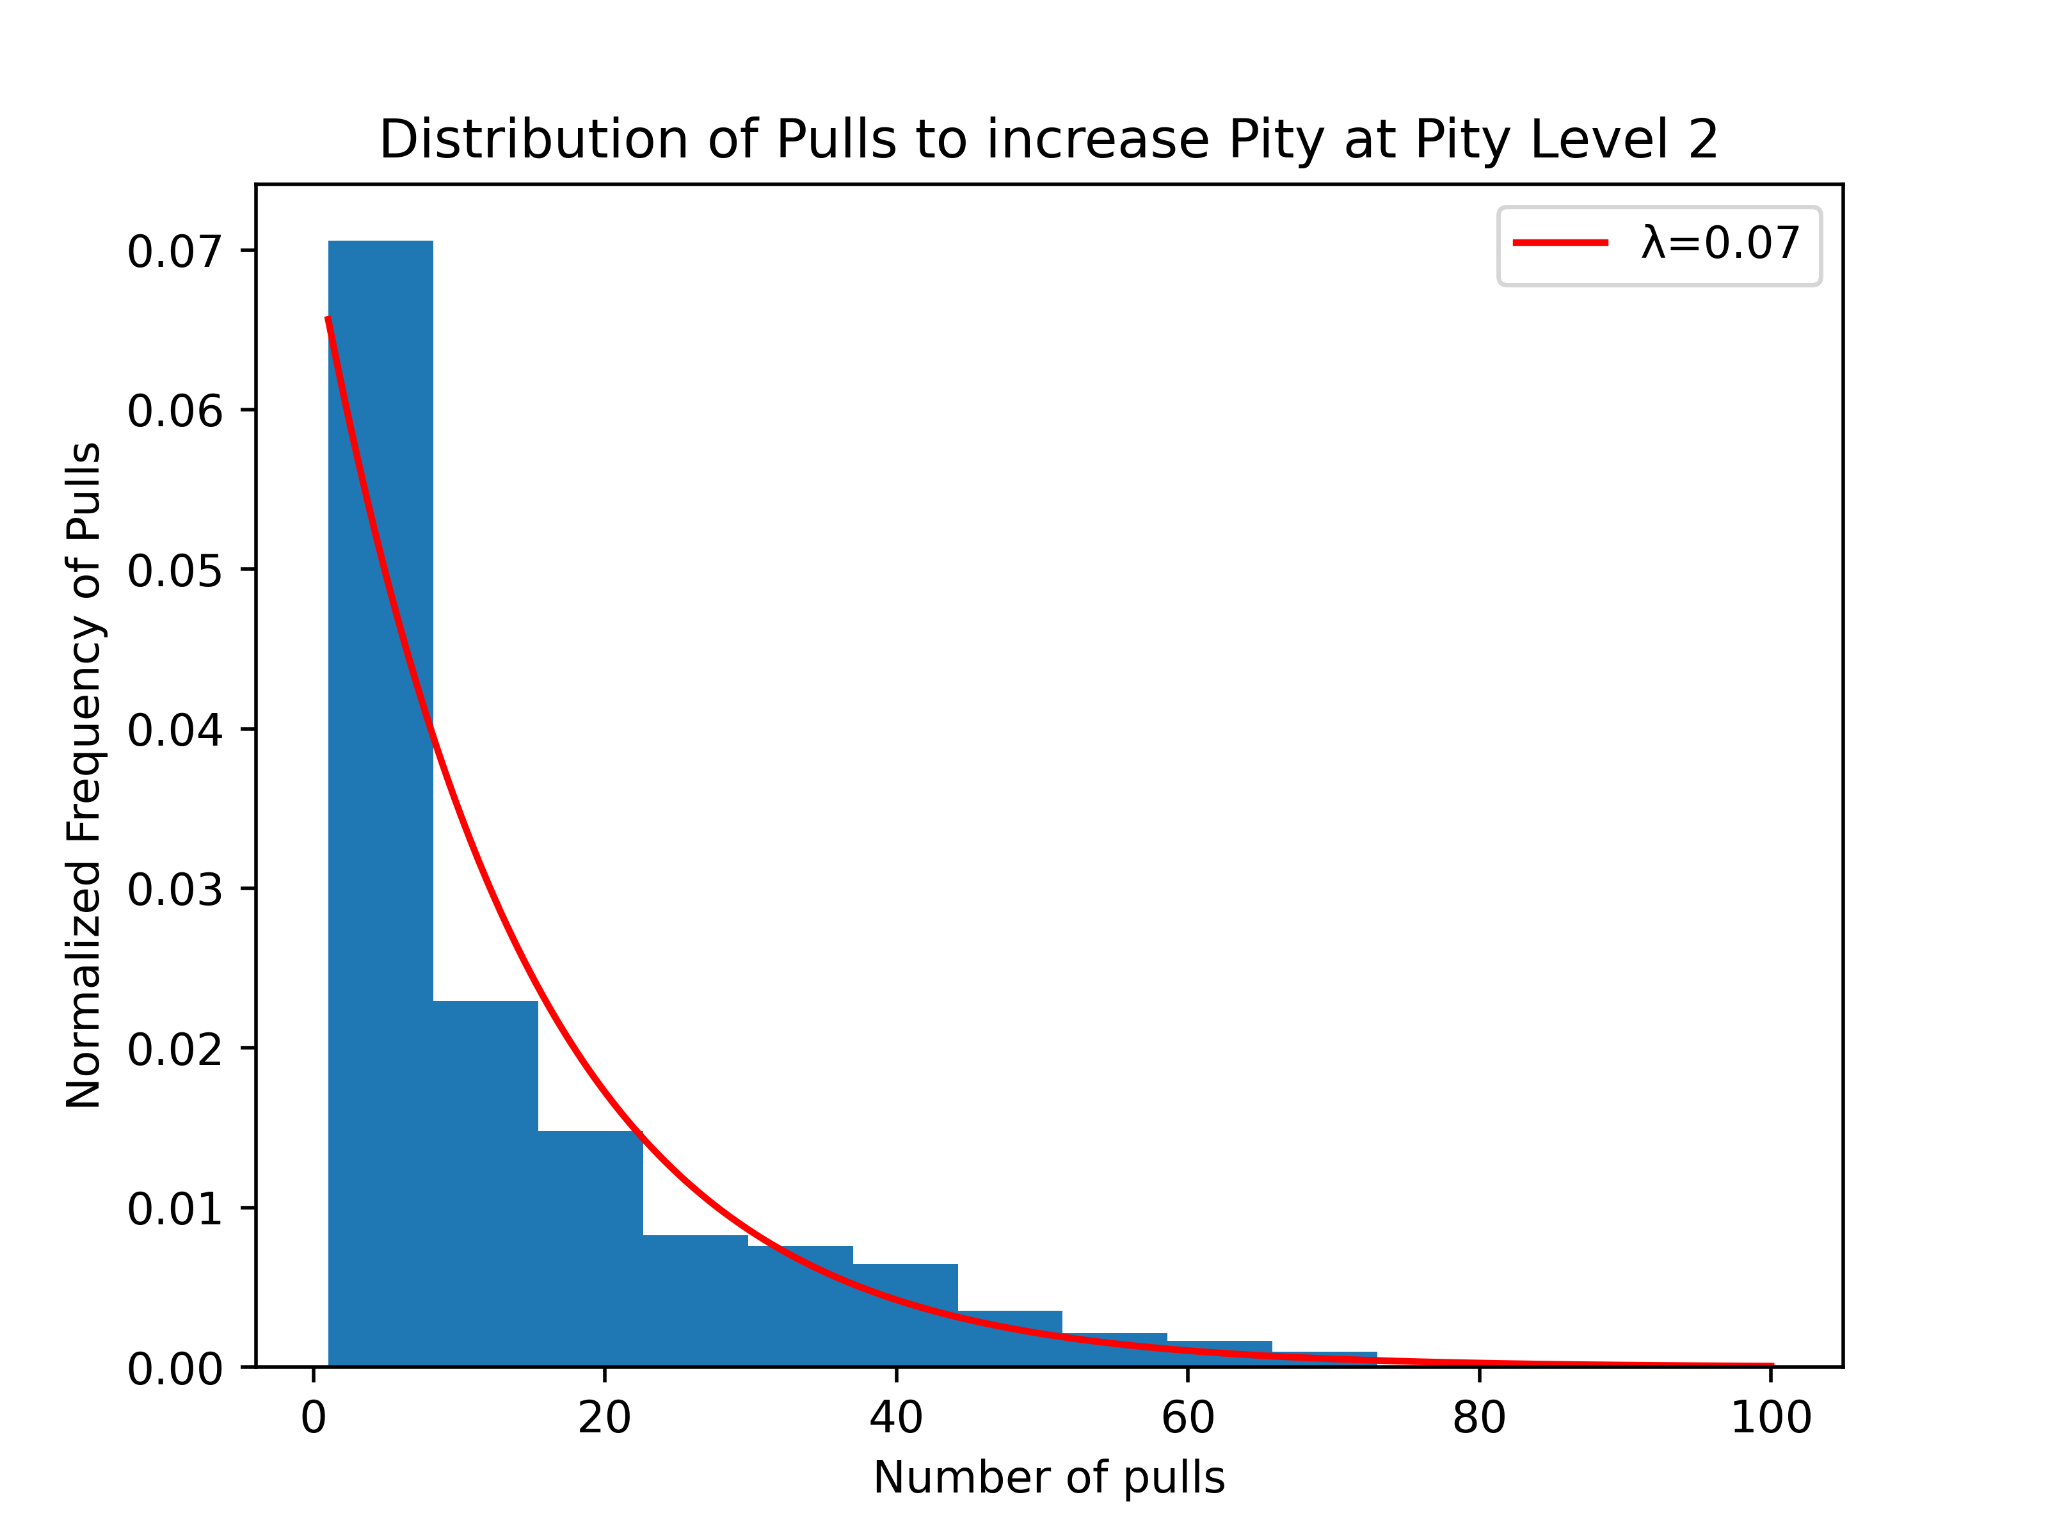 Distribution of Pulls to increase Pity at Pity Level 2
λ=0.07
Normalized Frequency of Pulls
0.07
0.06
0.05
0.04
0.03
0.02
0.01
0.00
0 20 40 60 80 100
Number of pulls